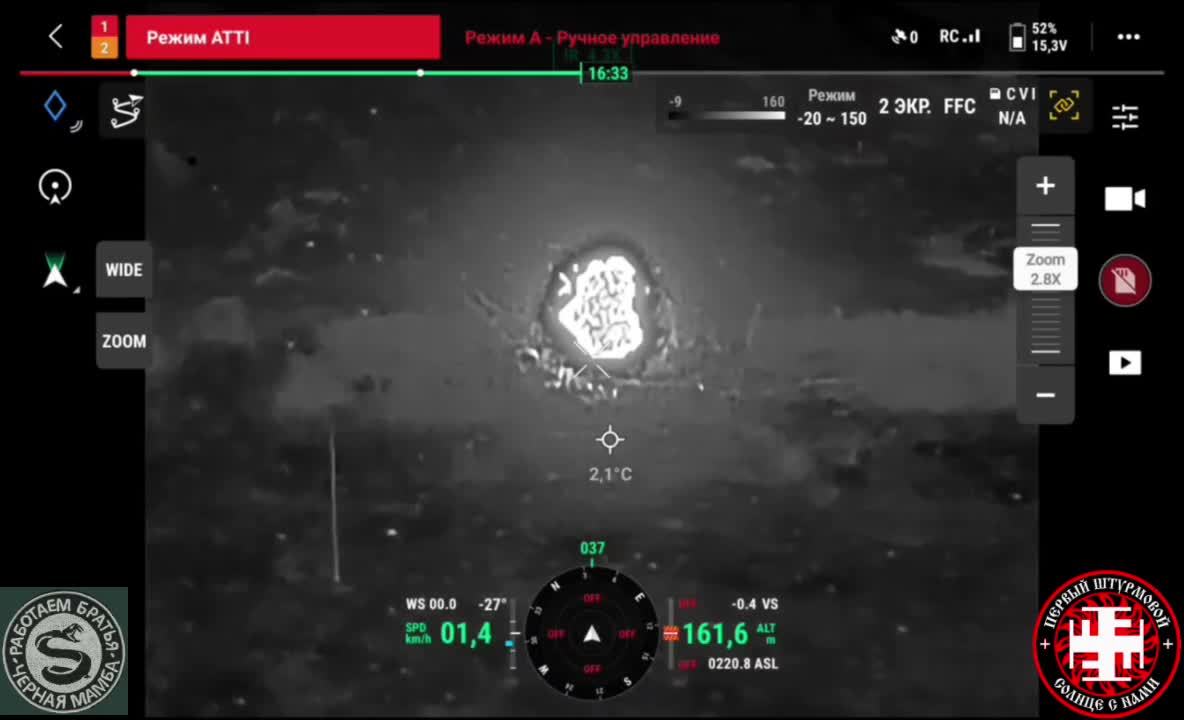 1
2
Режим ATTI
Режим А - Ручное управление
0
RC
52%
15,3V
IR 4.3X
16:33
-9
160
Режим
-20 ~ 150
2 ЭКР.
FFC
C V I
N/A
WIDE
ZOOM
Zoom
2.8X
2,1°C
037
WS 00.0
-27°
SPD
km/h
01,4
N
E
S
W
OFF
OFF
OFF
OFF
OFF
-0.4 VS
161,6
ALT
m
OFF
0220.8 ASL
РАБОТАЕМ БРАТЬЯ
ЧЕРНАЯ МАМБА
ПЕРВЫЙ ШТУРМОВОЙ
СОЛНЦЕ С НАМИ